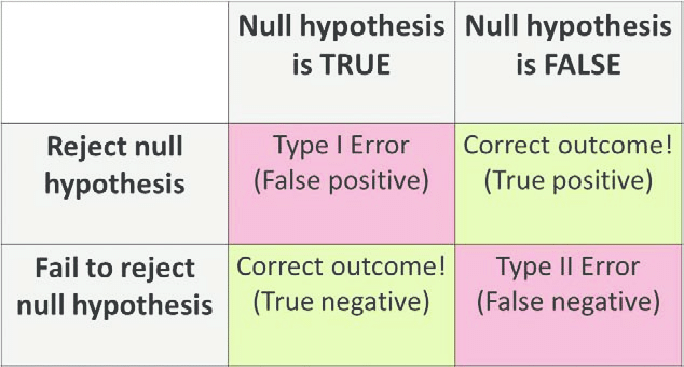 Null hypothesis
is TRUE
Null hypothesis
is FALSE
Reject null
hypothesis
Type I Error
(False positive)
Correct outcome!
(True positive)
Fail to reject
null hypothesis
Correct outcome!
(True negative)
Type II Error
(False negative)